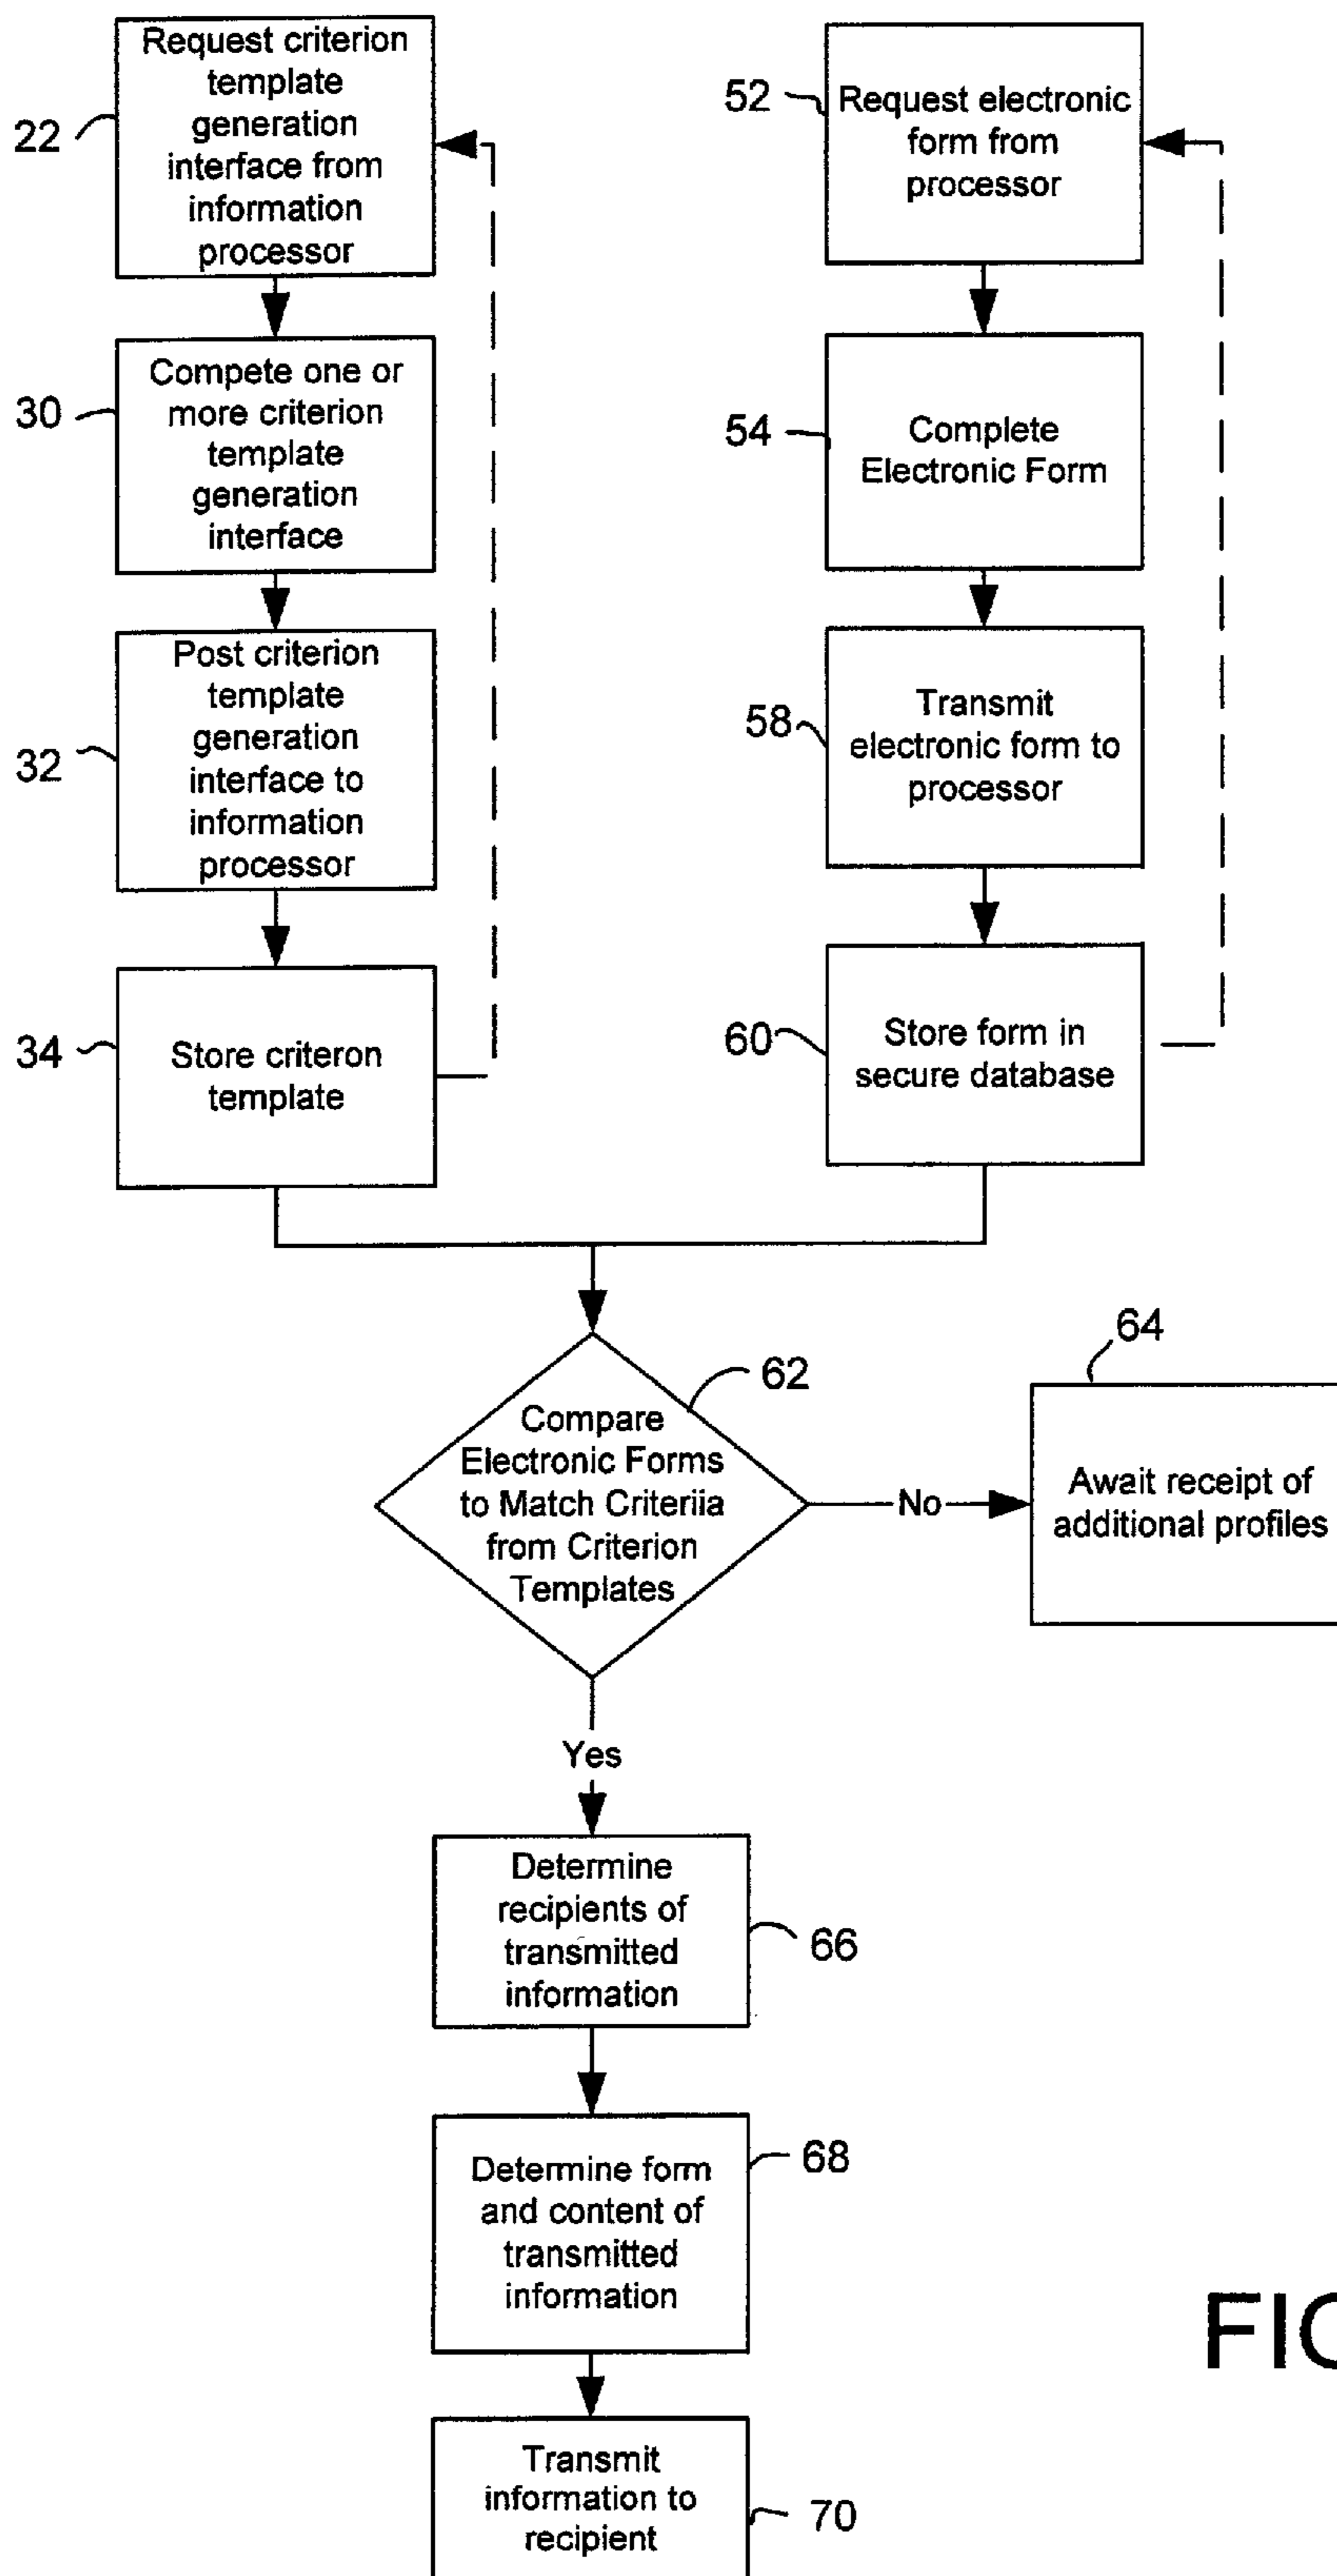 Request criterion
template
generation
interface from
information
processor
22
Compete one or
more criterion
template
generation
interface
30
Post criterion
template
generation
interface to
information
processor
32
Store criteron
template
34
52
Request electronic
form from
processor
54
Complete
Electronic Form
58
Transmit
electronic form to
processor
60
Store form in
secure database
62
Compare
Electronic Forms
to Match Criteriia
from Criterion
Templates
No
64
Await receipt of
additional profiles
Yes
Determine
recipients of
transmitted
information
66
Determine form
and content of
transmitted
information
68
Transmit
information to
recipient
70